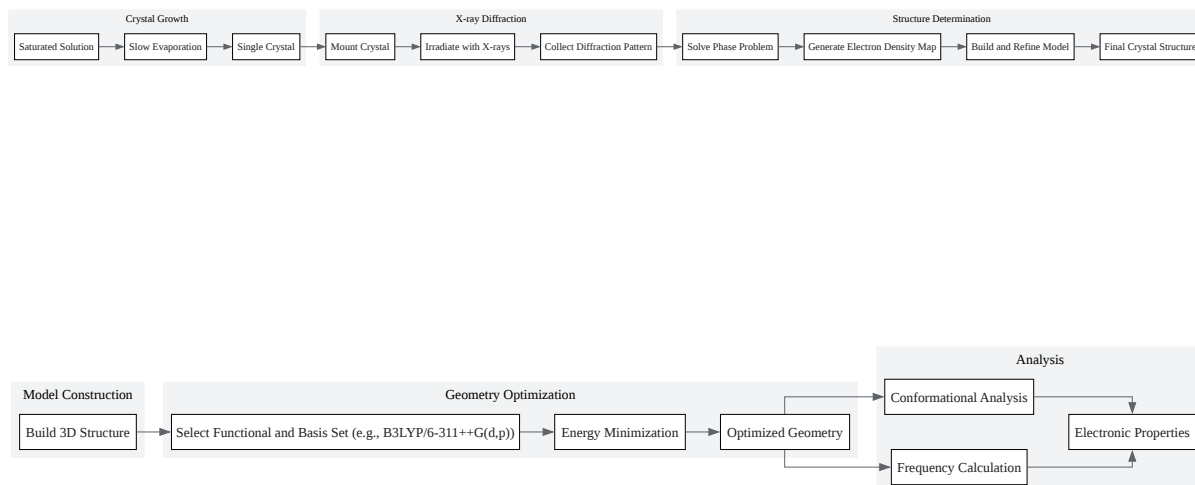 Crystal Growth
X-ray Diffraction
Structure Determination
Saturated Solution
Slow Evaporation
Single Crystal
Mount Crystal
Irradiate with X-rays
Collect Diffraction Pattern
Solve Phase Problem
Generate Electron Density Map
Build and Refine Model
Final Crystal Structure
Model Construction
Build 3D Structure
Geometry Optimization
Select Functional and Basis Set (e.g., B3LYP/6-311++G(d,p))
Energy Minimization
Optimized Geometry
Analysis
Conformational Analysis
Frequency Calculation
Electronic Properties